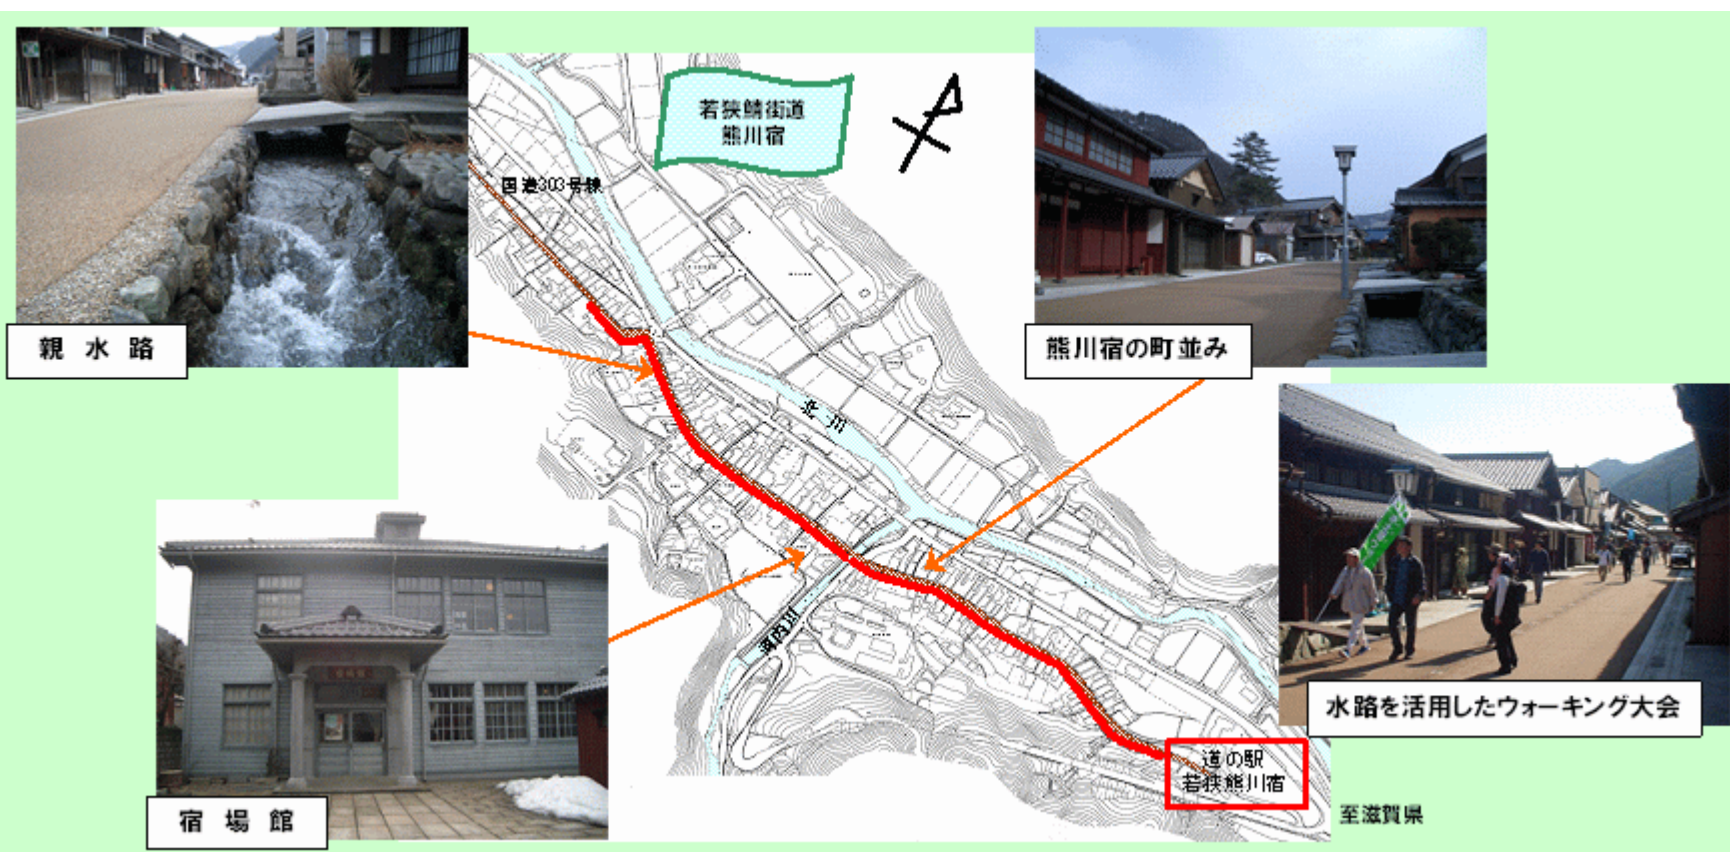 若狭鯖街道
熊川宿
国道303号線
親水路
熊川宿の町並み
北川
河内川
宿場館
水路を活用したウォーキング大会
道の駅
若狭熊川宿
至滋賀県